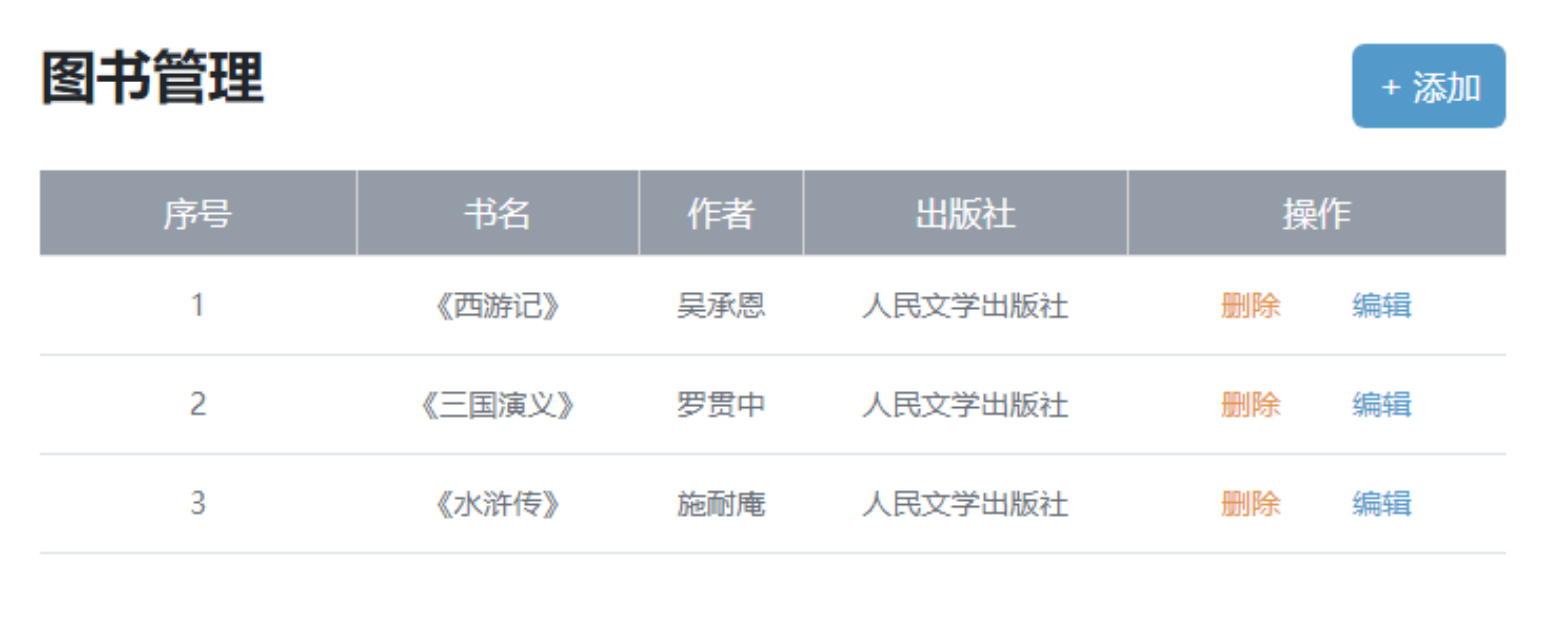 图书管理
+ 添加
序号 书名 作者 出版社 操作
1 《西游记》 吴承恩 人民文学出版社 删除 编辑
2 《三国演义》 罗贯中 人民文学出版社 删除 编辑
3 《水浒传》 施耐庵 人民文学出版社 删除 编辑